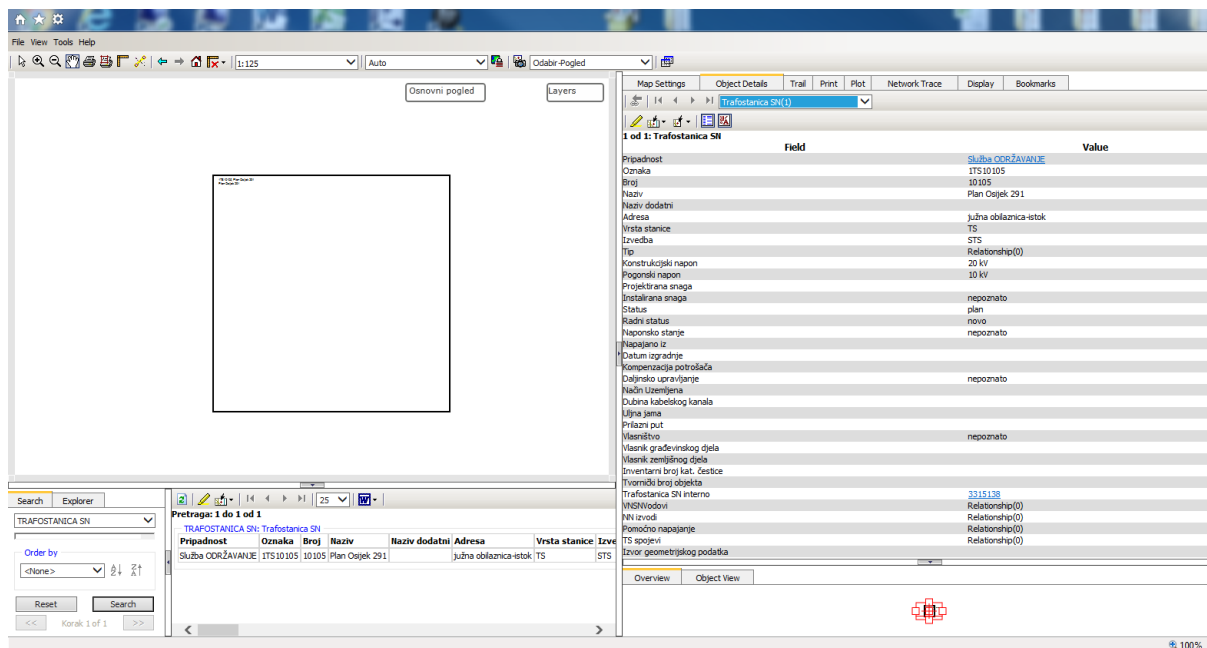 File View Tools Help
1:125 Auto Odabir-Pogled
Osnovni pogled Layers
Map Settings Object Details Trail Print Plot Network Trace Display Bookmarks
Trafostanica SN(1)
1 od 1: Trafostanica SN
Field Value
Pripadnost Služba ODRŽAVANJE
Oznaka 1TS10105
Broj 10105
Naziv Plan Osijek 291
Naziv dodatni
Adresa južna obilaznica-istok
Vrsta stanice TS
Izvedba STS
Tip Relationship(0)
Konstrukcijski napon 20 kV
Pogonski napon 10 kV
Projektirana snaga
Instalirana snaga nepoznato
Status plan
Radni status novo
Naponsko stanje nepoznato
Napajano iz
Datum izgradnje
Kompenzacija potrošača
Daljinsko upravljanje nepoznato
Način Uzemljena
Dubina kabelskog kanala
Uljna jama
Prilazni put
Vlasništvo nepoznato
Vlasnik građevinskog djela
Vlasnik zemljišnog djela
Inventarni broj kat. čestice
Tvornički broj objekta
Trafostanica SN interno 3315138
VNSNVodovi Relationship(0)
NN izvodi Relationship(0)
Pomoćno napajanje Relationship(0)
TS spojevi Relationship(0)
Izvor geometrijskog podatka
Overview Object View
Search Explorer
TRAFOSTANICA SN
Order by
<None>
Reset Search
<< Korak 1 of 1 >>
25
Pretraga: 1 do 1 od 1
TRAFOSTANICA SN: Trafostanica SN
Pripadnost Oznaka Broj Naziv Naziv dodatni Adresa Vrsta stanice Izve
Služba ODRŽAVANJE 1TS10105 10105 Plan Osijek 291 južna obilaznica-istok TS STS
100%